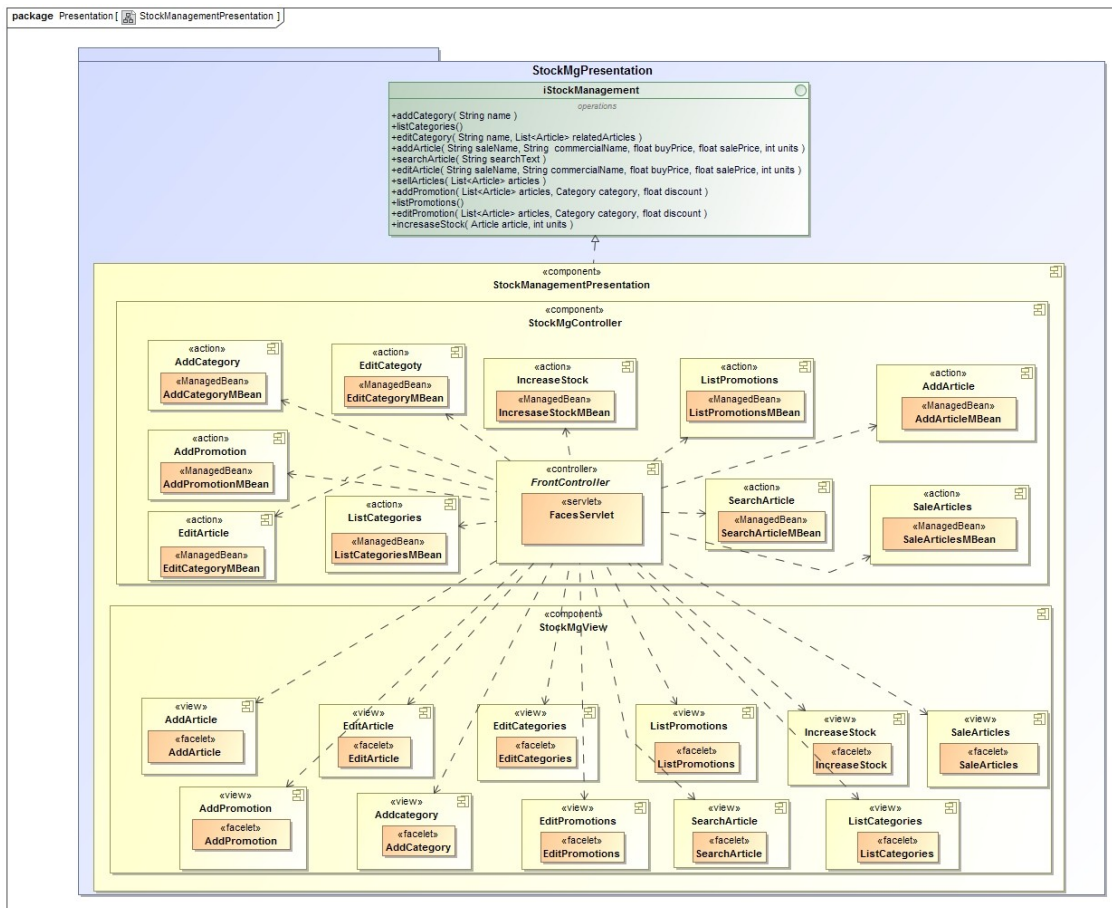 package Presentation [ StockManagementPresentation ]
StockMgPresentation
iStockManagement
operations
+addCategory( String name )
+listCategories()
+editCategory( String name, List<Article> relatedArticles )
+addArticle( String saleName, String commercialName, float buyPrice, float salePrice, int units )
+searchArticle( String searchText )
+editArticle( String saleName, String commercialName, float buyPrice, float salePrice, int units )
+sellArticles( List<Article> articles )
+addPromotion( List<Article> articles, Category category, float discount )
+listPromotions()
+editPromotion( List<Article> articles, Category category, float discount )
+incresaseStock( Article article, int units )
«component»
StockManagementPresentation
«component»
StockMgController
«action»
AddCategory
«ManagedBean»
AddCategoryMBean
«action»
EditCategoty
«ManagedBean»
EditCategoryMBean
«action»
IncreaseStock
«ManagedBean»
IncresaseStockMBean
«action»
ListPromotions
«ManagedBean»
ListPromotionsMBean
«action»
AddArticle
«ManagedBean»
AddArticleMBean
«action»
AddPromotion
«ManagedBean»
AddPromotionMBean
«controller»
FrontController
«servlet»
FacesServlet
«action»
SearchArticle
«ManagedBean»
SearchArticleMBean
«action»
SaleArticles
«ManagedBean»
SaleArticlesMBean
«action»
EditArticle
«ManagedBean»
EditCategoryMBean
«action»
ListCategories
«ManagedBean»
ListCategoriesMBean
«component»
StockMgView
«view»
AddArticle
«facelet»
AddArticle
«view»
EditArticle
«facelet»
EditArticle
«view»
EditCategories
«facelet»
EditCategories
«view»
ListPromotions
«facelet»
ListPromotions
«view»
IncreaseStock
«facelet»
IncreaseStock
«view»
SaleArticles
«facelet»
SaleArticles
«view»
AddPromotion
«facelet»
AddPromotion
«view»
Addcategory
«facelet»
AddCategory
«view»
EditPromotions
«facelet»
EditPromotions
«view»
SearchArticle
«facelet»
SearchArticle
«view»
ListCategories
«facelet»
ListCategories